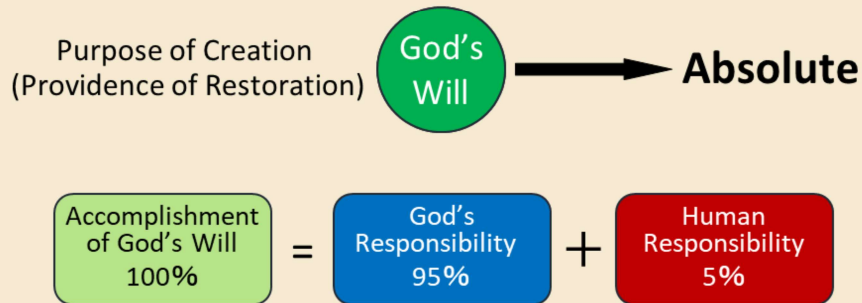 Purpose of Creation
(Providence of Restoration)
God's
Will
Absolute
Accomplishment
of God's Will
100%
=
God's
Responsibility
95%
+
Human
Responsibility
5%